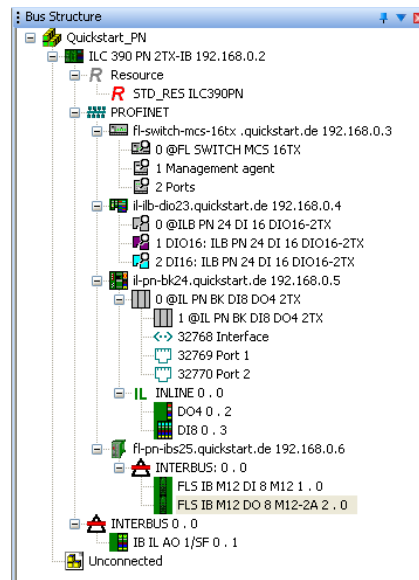 Bus Structure
Quickstart_PN
ILC 390 PN 2TX-IB 192.168.0.2
R Resource
R STD_RES ILC390PN
PROFINET
fl-switch-mcs-16tx .quickstart.de 192.168.0.3
0 @FL SWITCH MCS 16TX
1 Management agent
2 Ports
il-ilb-dio23.quickstart.de 192.168.0.4
0 @ILB PN 24 DI 16 DIO16-2TX
1 DIO16: ILB PN 24 DI 16 DIO16-2TX
2 DI16: ILB PN 24 DI 16 DIO16-2TX
il-pn-bk24.quickstart.de 192.168.0.5
0 @IL PN BK DI8 DO4 2TX
1 @IL PN BK DI8 DO4 2TX
32768 Interface
32769 Port 1
32770 Port 2
IL INLINE 0 . 0
DO4 0 . 2
DI8 0 . 3
fl-pn-ibs25.quickstart.de 192.168.0.6
INTERBUS: 0 . 0
FLS IB M12 DI 8 M12 1 . 0
FLS IB M12 DO 8 M12-2A 2 . 0
INTERBUS 0 . 0
IB IL AO 1/SF 0 . 1
Unconnected